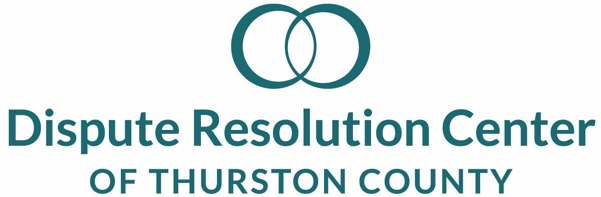 Dispute Resolution Center
OF THURSTON COUNTY